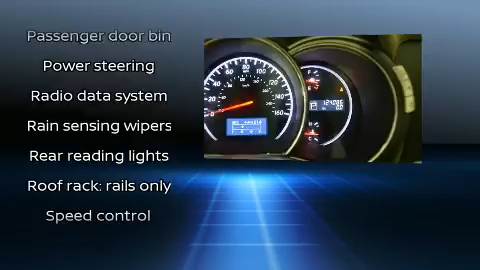 Passenger door bin
Power steering
Radio data system
Rain sensing wipers
Rear reading lights
Roof rack: rails only
Speed control